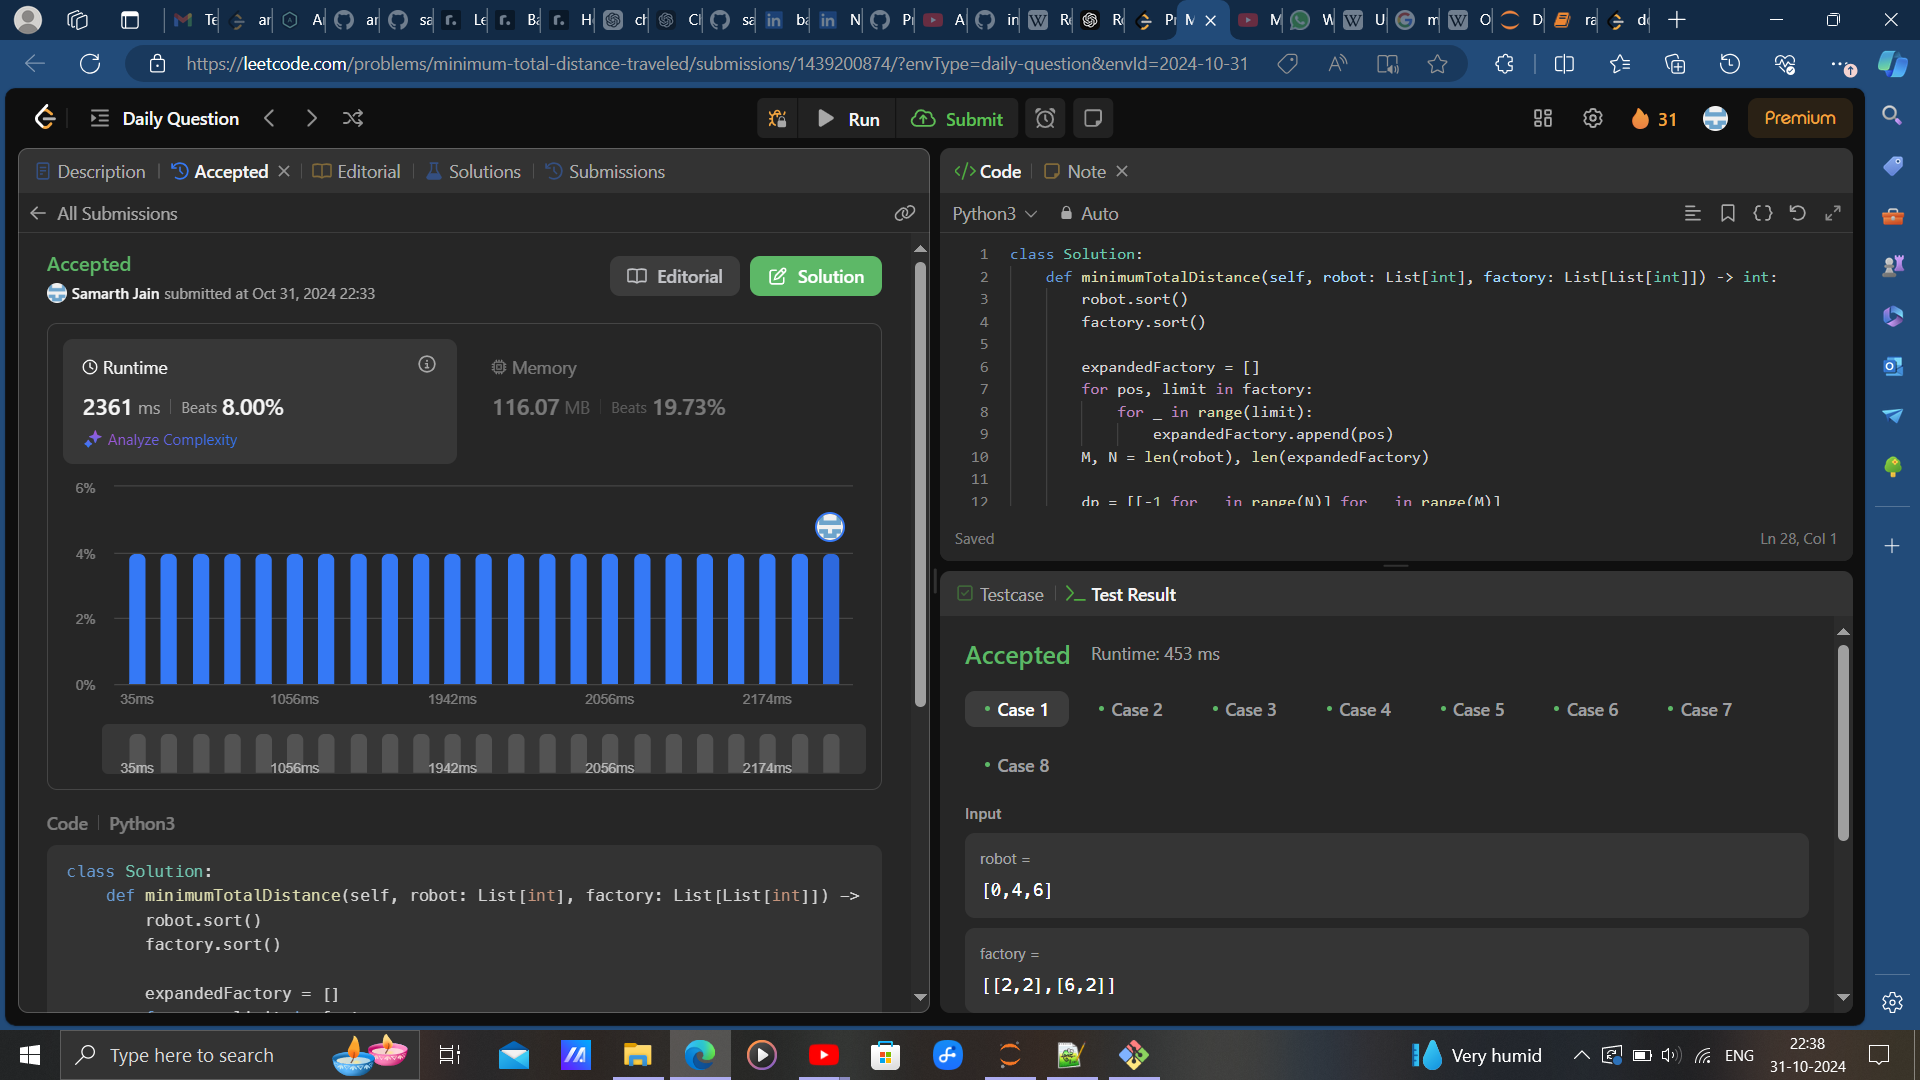 https://leetcode.com/problems/minimum-total-distance-traveled/submissions/1439200874/?envType=daily-question&envId=2024-10-31
Daily Question
Run
Submit
31
Premium
Description
Accepted
Editorial
Solutions
Submissions
All Submissions
Accepted
Samarth Jain submitted at Oct 31, 2024 22:33
Editorial
Solution
Runtime
2361 ms
Beats 8.00%
Analyze Complexity
Memory
116.07 MB
Beats 19.73%
6%
4%
2%
0%
35ms 1056ms 1942ms 2056ms 2174ms
35ms 1056ms 1942ms 2056ms 2174ms
Code
Python3
class Solution:
def minimumTotalDistance(self, robot: List[int], factory: List[List[int]]) ->
robot.sort()
factory.sort()
expandedFactory = []
Code
Note
Python3
Auto
1 class Solution:
2 def minimumTotalDistance(self, robot: List[int], factory: List[List[int]]) -> int:
3 robot.sort()
4 factory.sort()
5
6 expandedFactory = []
7 for pos, limit in factory:
8 for _ in range(limit):
9 expandedFactory.append(pos)
10 M, N = len(robot), len(expandedFactory)
11
12 dp = [[-1 for _ in range(N)] for _ in range(M)]
Saved
Ln 28, Col 1
Testcase
Test Result
Accepted
Runtime: 453 ms
Case 1
Case 2
Case 3
Case 4
Case 5
Case 6
Case 7
Case 8
Input
robot =
[0,4,6]
factory =
[[2,2],[6,2]]
Type here to search
Very humid
ENG
22:38
31-10-2024